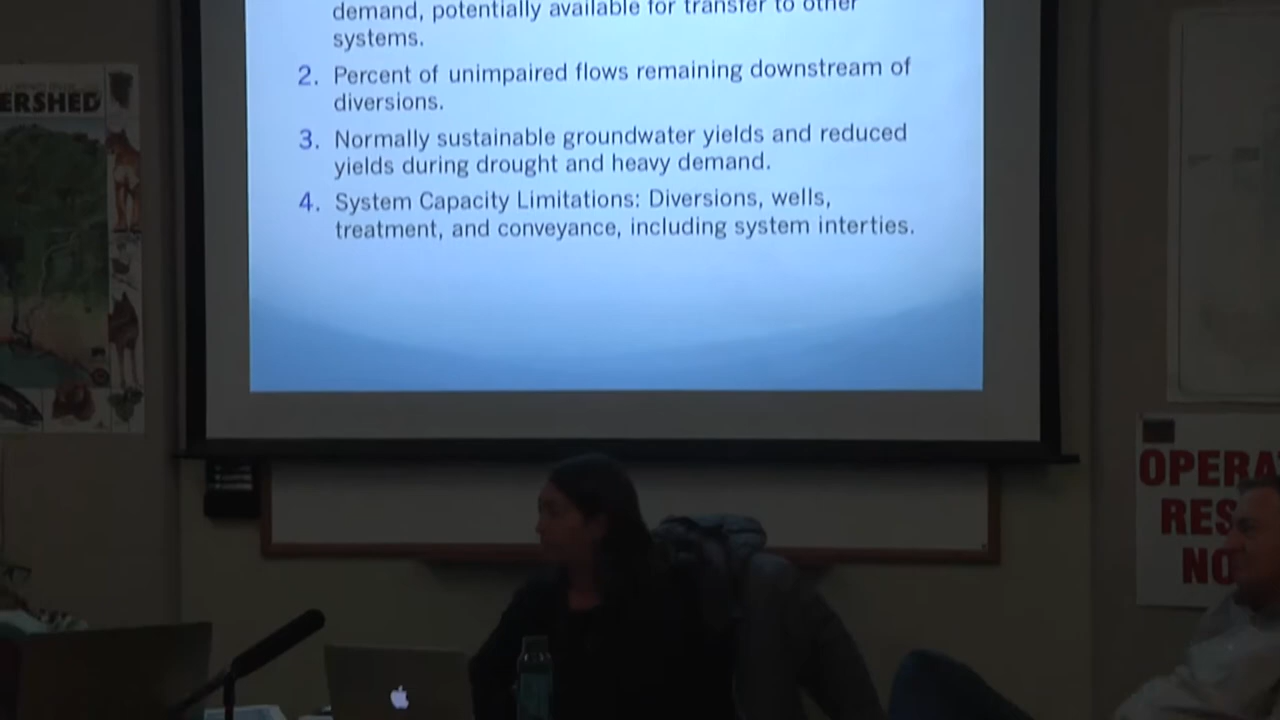 demand, potentially available for transfer to other
systems.
2. Percent of unimpaired flows remaining downstream of
diversions.
3. Normally sustainable groundwater yields and reduced
yields during drought and heavy demand.
4. System Capacity Limitations: Diversions, wells,
treatment, and conveyance, including system interties.
ERSHED
OPERA
RES
NO